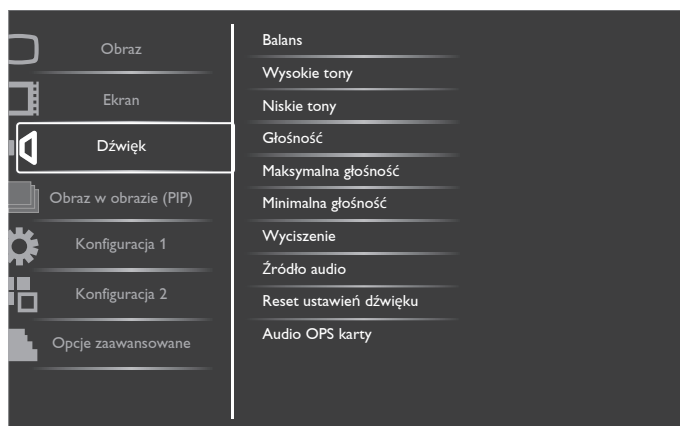 Obraz
Ekran
Dźwięk
Obraz w obrazie (PIP)
Konfiguracja 1
Konfiguracja 2
Opcje zaawansowane
Balans
Wysokie tony
Niskie tony
Głośność
Maksymalna głośność
Minimalna głośność
Wyciszenie
Źródło audio
Reset ustawień dźwięku
Audio OPS karty